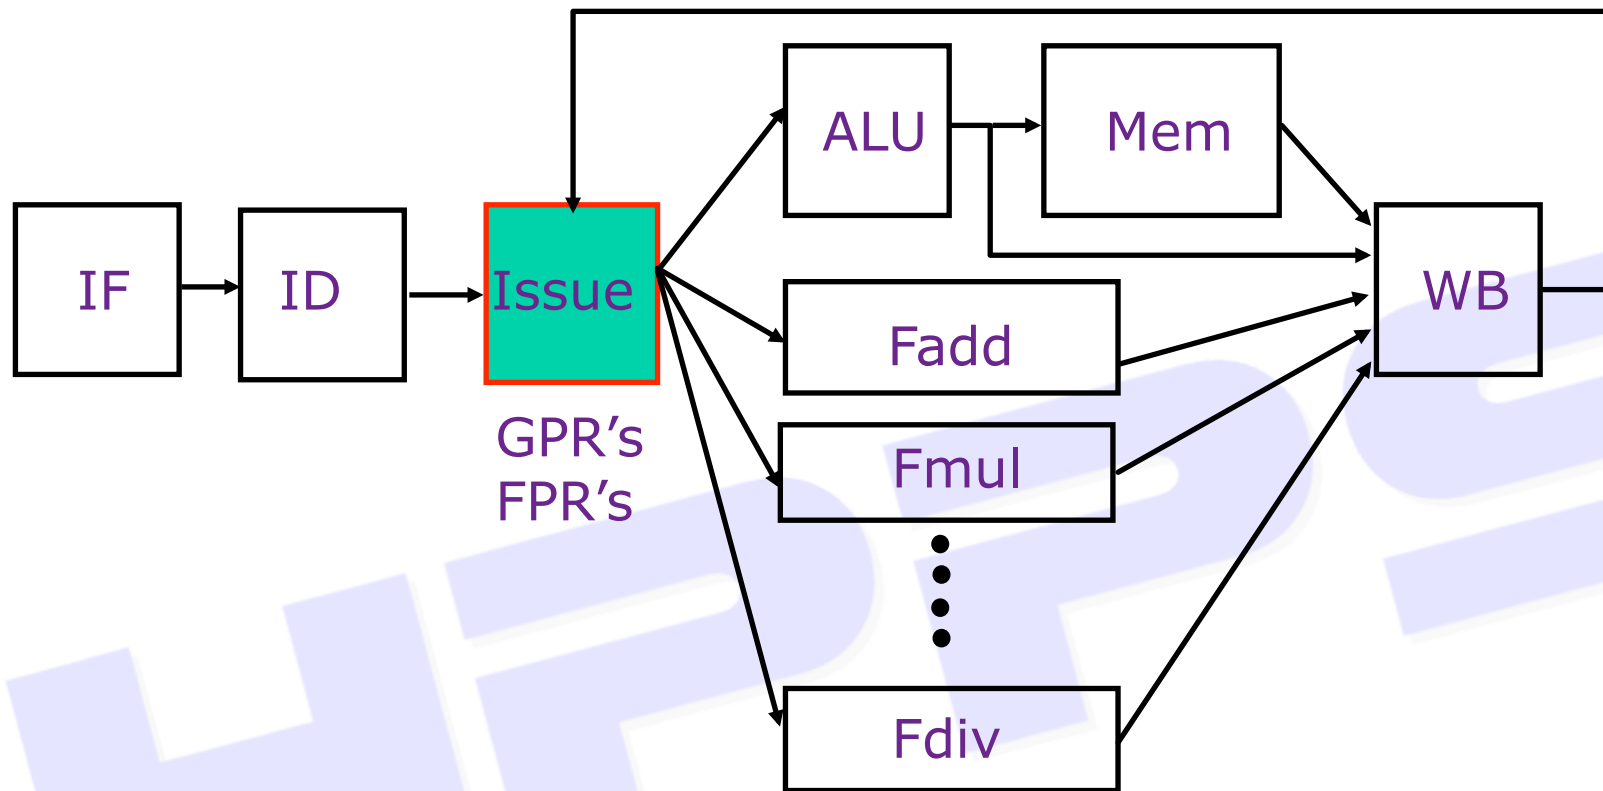 ALU
Mem
IF
ID
Issue
WB
Fadd
GPR's
FPR's
Fmul
Fdiv